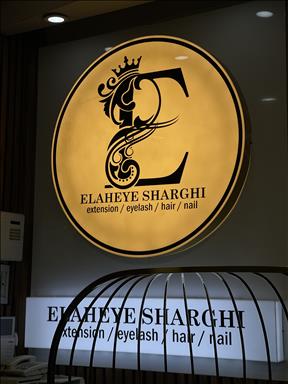 E
ELAHEYE SHARGHI
extension / eyelash / hair / nail
ELAHEYE SHARGHI
extension / eyelash / hair / nail